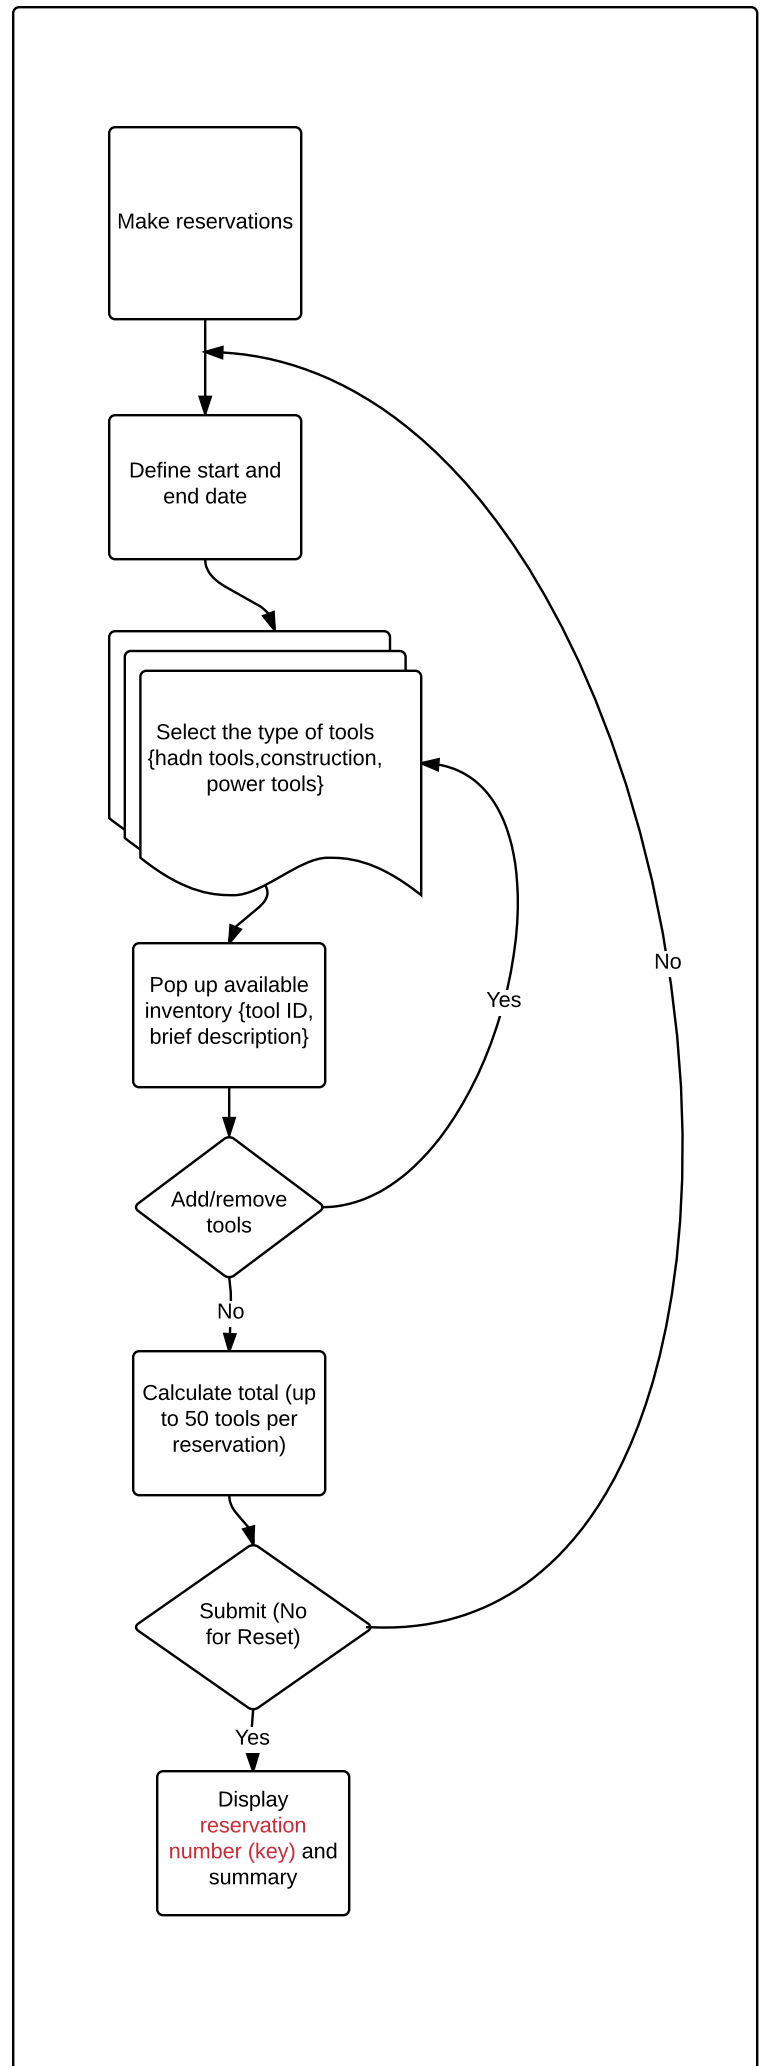 Make reservations
Define start and
end date
Select the type of tools
{hadn tools,construction,
power tools}
Pop up available
inventory {tool ID,
brief description}
Yes
No
Add/remove
tools
No
Calculate total (up
to 50 tools per
reservation)
Submit (No
for Reset)
Yes
Display
reservation
number (key) and
summary